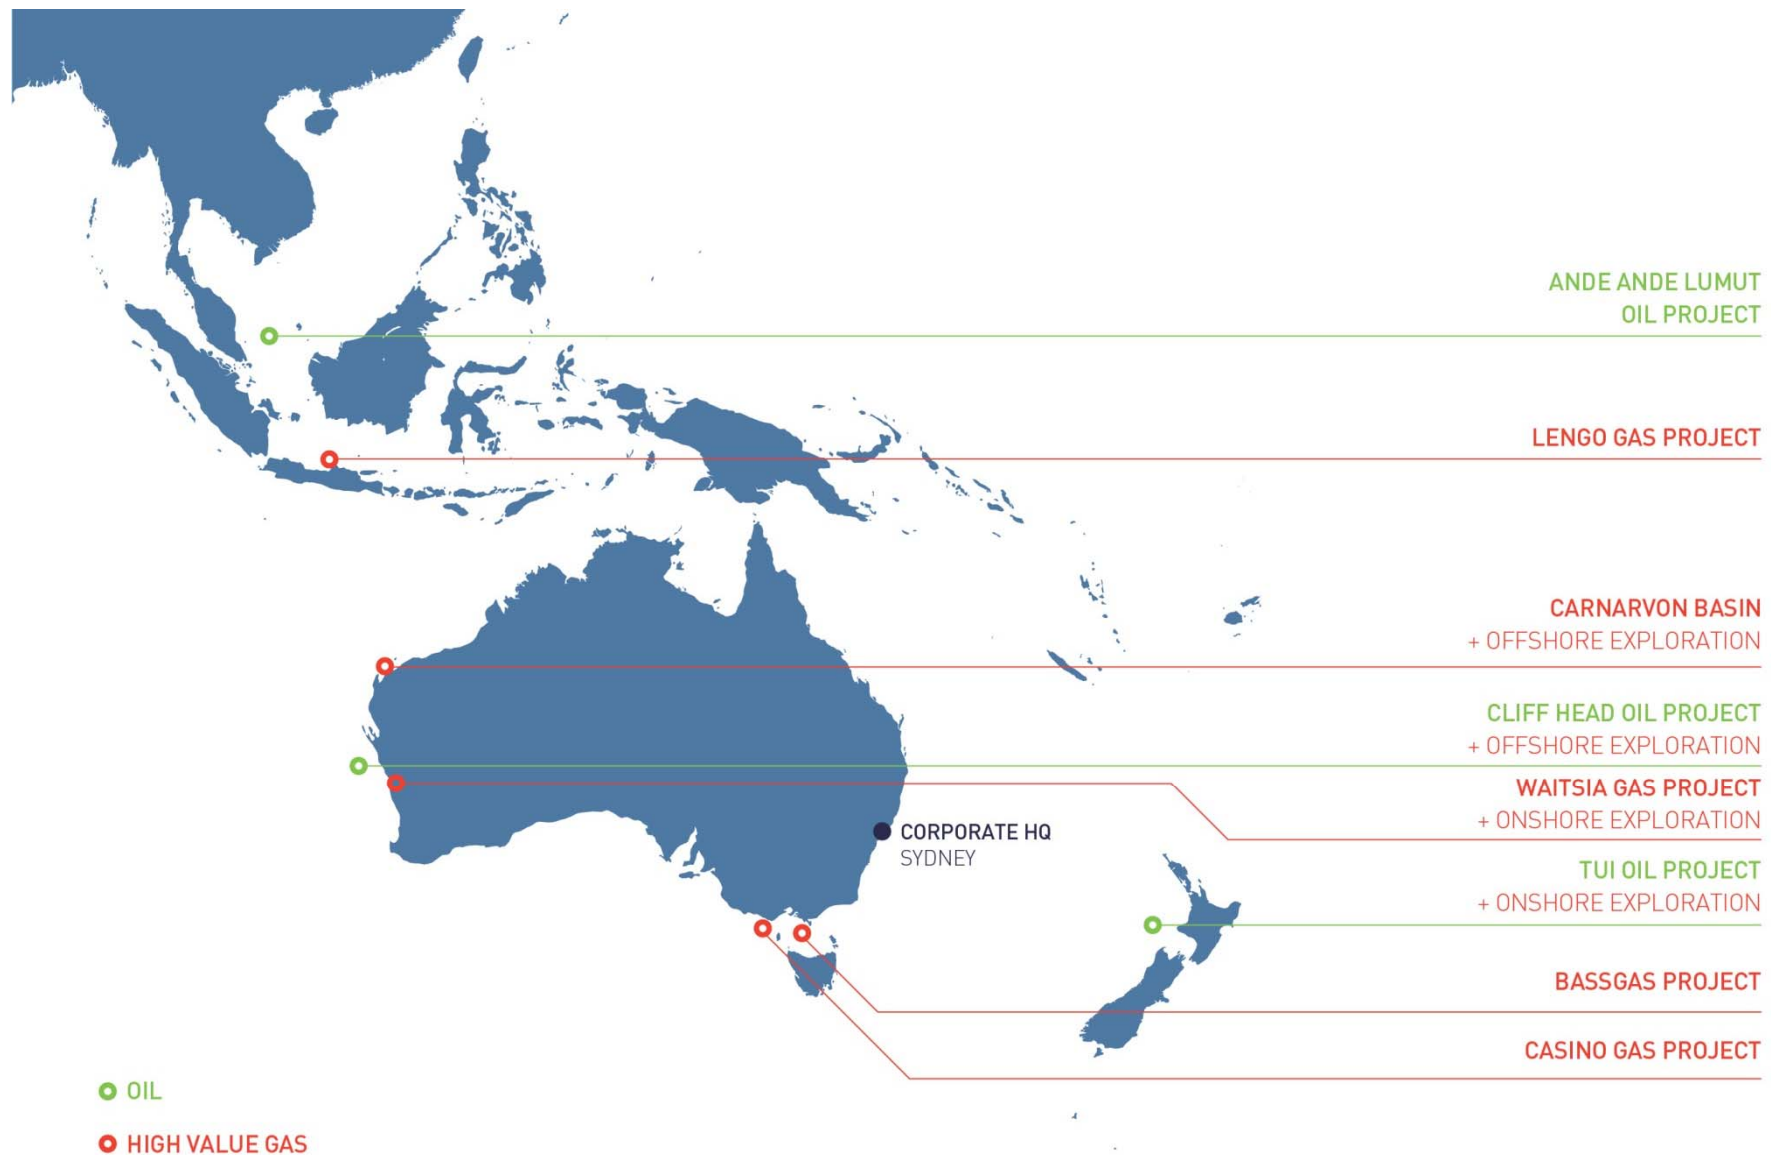 ANDE ANDE LUMUT
OIL PROJECT
LENGO GAS PROJECT
CARNARVON BASIN
+ OFFSHORE EXPLORATION
CLIFF HEAD OIL PROJECT
+ OFFSHORE EXPLORATION
WAITSIA GAS PROJECT
+ ONSHORE EXPLORATION
CORPORATE HQ
SYDNEY
TUI OIL PROJECT
+ ONSHORE EXPLORATION
BASSGAS PROJECT
CASINO GAS PROJECT
OIL
HIGH VALUE GAS